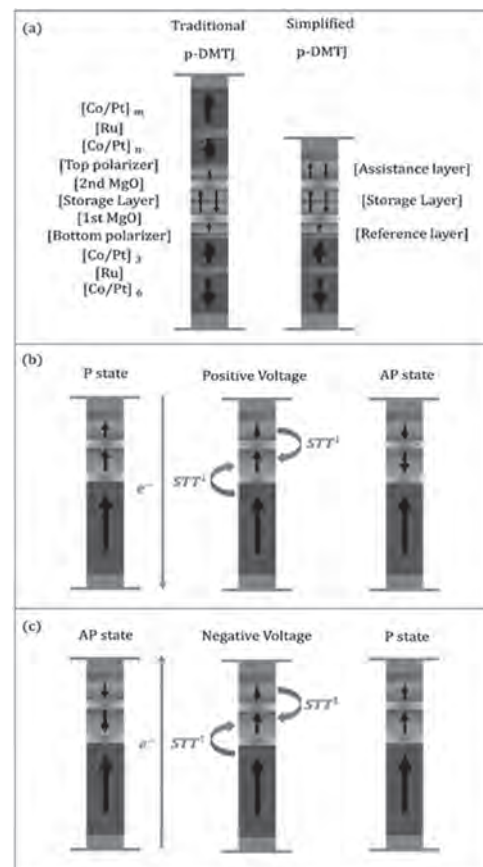 (a)
Traditional
p-DMTJ
Simplified
p-DMTJ
[Co/Pt] m
[Ru]
[Co/Pt] n
[Top polarizer]
[2nd MgO]
[Storage Layer]
[1st MgO]
[Bottom polarizer]
[Co/Pt] 3
[Ru]
[Co/Pt] 6
[Assistance layer]
[Storage Layer]
[Reference layer]
(b)
P state
Positive Voltage
AP state
e⁻
STT↓
STT↓
(c)
AP state
Negative Voltage
P state
e⁻
STT↑
STT↑